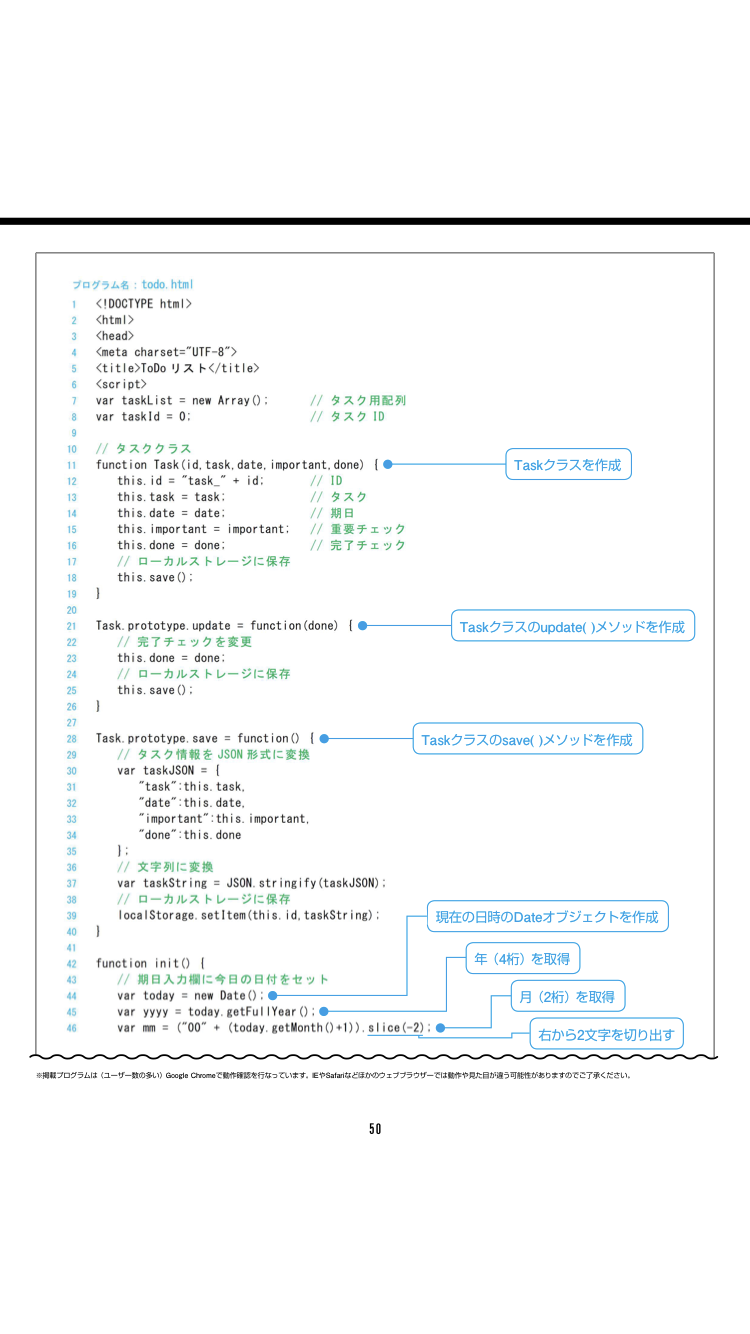 プログラム名：todo.html
1 <!DOCTYPE html>
2 <html>
3 <head>
4 <meta charset="UTF-8">
5 <title>ToDo リスト</title>
6 <script>
7 var taskList = new Array(); // タスク用配列
8 var taskId = 0; // タスク ID
9
10 // タスククラス
11 function Task(id,task,date,important,done) { Taskクラスを作成
12 this.id = "task_" + id; // ID
13 this.task = task; // タスク
14 this.date = date; // 期日
15 this.important = important; // 重要チェック
16 this.done = done; // 完了チェック
17 // ローカルストレージに保存
18 this.save();
19 }
20
21 Task.prototype.update = function(done) { Taskクラスのupdate( )メソッドを作成
22 // 完了チェックを変更
23 this.done = done;
24 // ローカルストレージに保存
25 this.save();
26 }
27
28 Task.prototype.save = function() { Taskクラスのsave( )メソッドを作成
29 // タスク情報を JSON 形式に変換
30 var taskJSON = {
31 "task":this.task,
32 "date":this.date,
33 "important":this.important,
34 "done":this.done
35 };
36 // 文字列に変換
37 var taskString = JSON.stringify(taskJSON);
38 // ローカルストレージに保存
39 localStorage.setItem(this.id,taskString);
現在の日時のDateオブジェクトを作成
40 }
41
42 function init() {
年（4桁）を取得
43 // 期日入力欄に今日の日付をセット
44 var today = new Date();
月（2桁）を取得
45 var yyyy = today.getFullYear();
46 var mm = ("00" + (today.getMonth()+1)).slice(-2);
右から2文字を切り出す
※掲載プログラムは（ユーザー数の多い）Google Chromeで動作確認を行なっています。IEやSafariなどほかのウェブブラウザーでは動作や見た目が違う可能性がありますのでご了承ください。
50